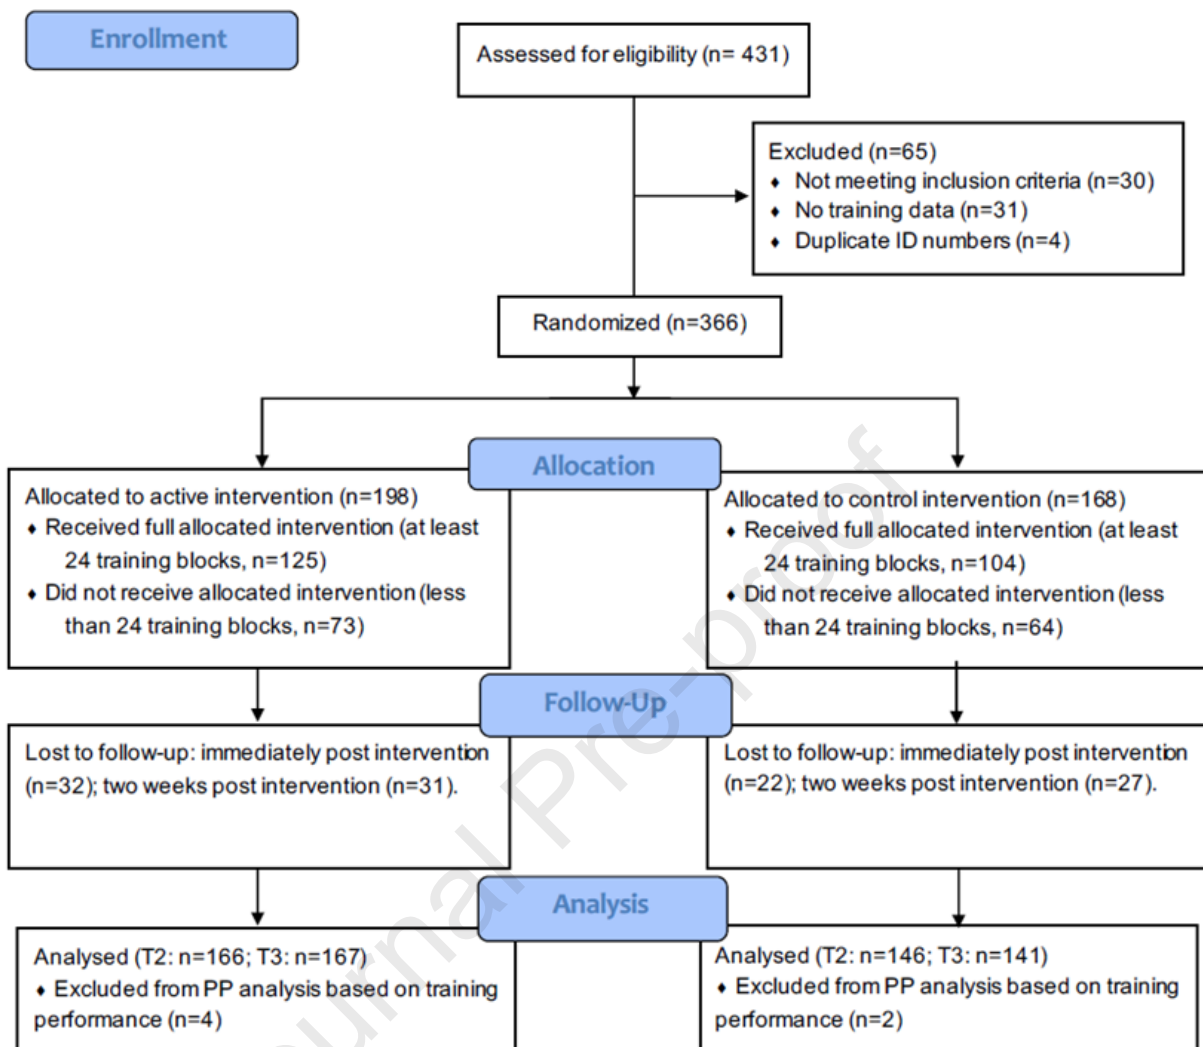 Enrollment
Assessed for eligibility (n= 431)
Excluded (n=65)
♦ Not meeting inclusion criteria (n=30)
♦ No training data (n=31)
♦ Duplicate ID numbers (n=4)
Randomized (n=366)
Allocation
Allocated to active intervention (n=198)
♦ Received full allocated intervention (at least
24 training blocks, n=125)
♦ Did not receive allocated intervention (less
than 24 training blocks, n=73)
Allocated to control intervention (n=168)
♦ Received full allocated intervention (at least
24 training blocks, n=104)
♦ Did not receive allocated intervention (less
than 24 training blocks, n=64)
Follow-Up
Lost to follow-up: immediately post intervention
(n=32); two weeks post intervention (n=31).
Lost to follow-up: immediately post intervention
(n=22); two weeks post intervention (n=27).
Analysis
Analysed (T2: n=166; T3: n=167)
♦ Excluded from PP analysis based on training
performance (n=4)
Analysed (T2: n=146; T3: n=141)
♦ Excluded from PP analysis based on training
performance (n=2)
ournal Pre-proof